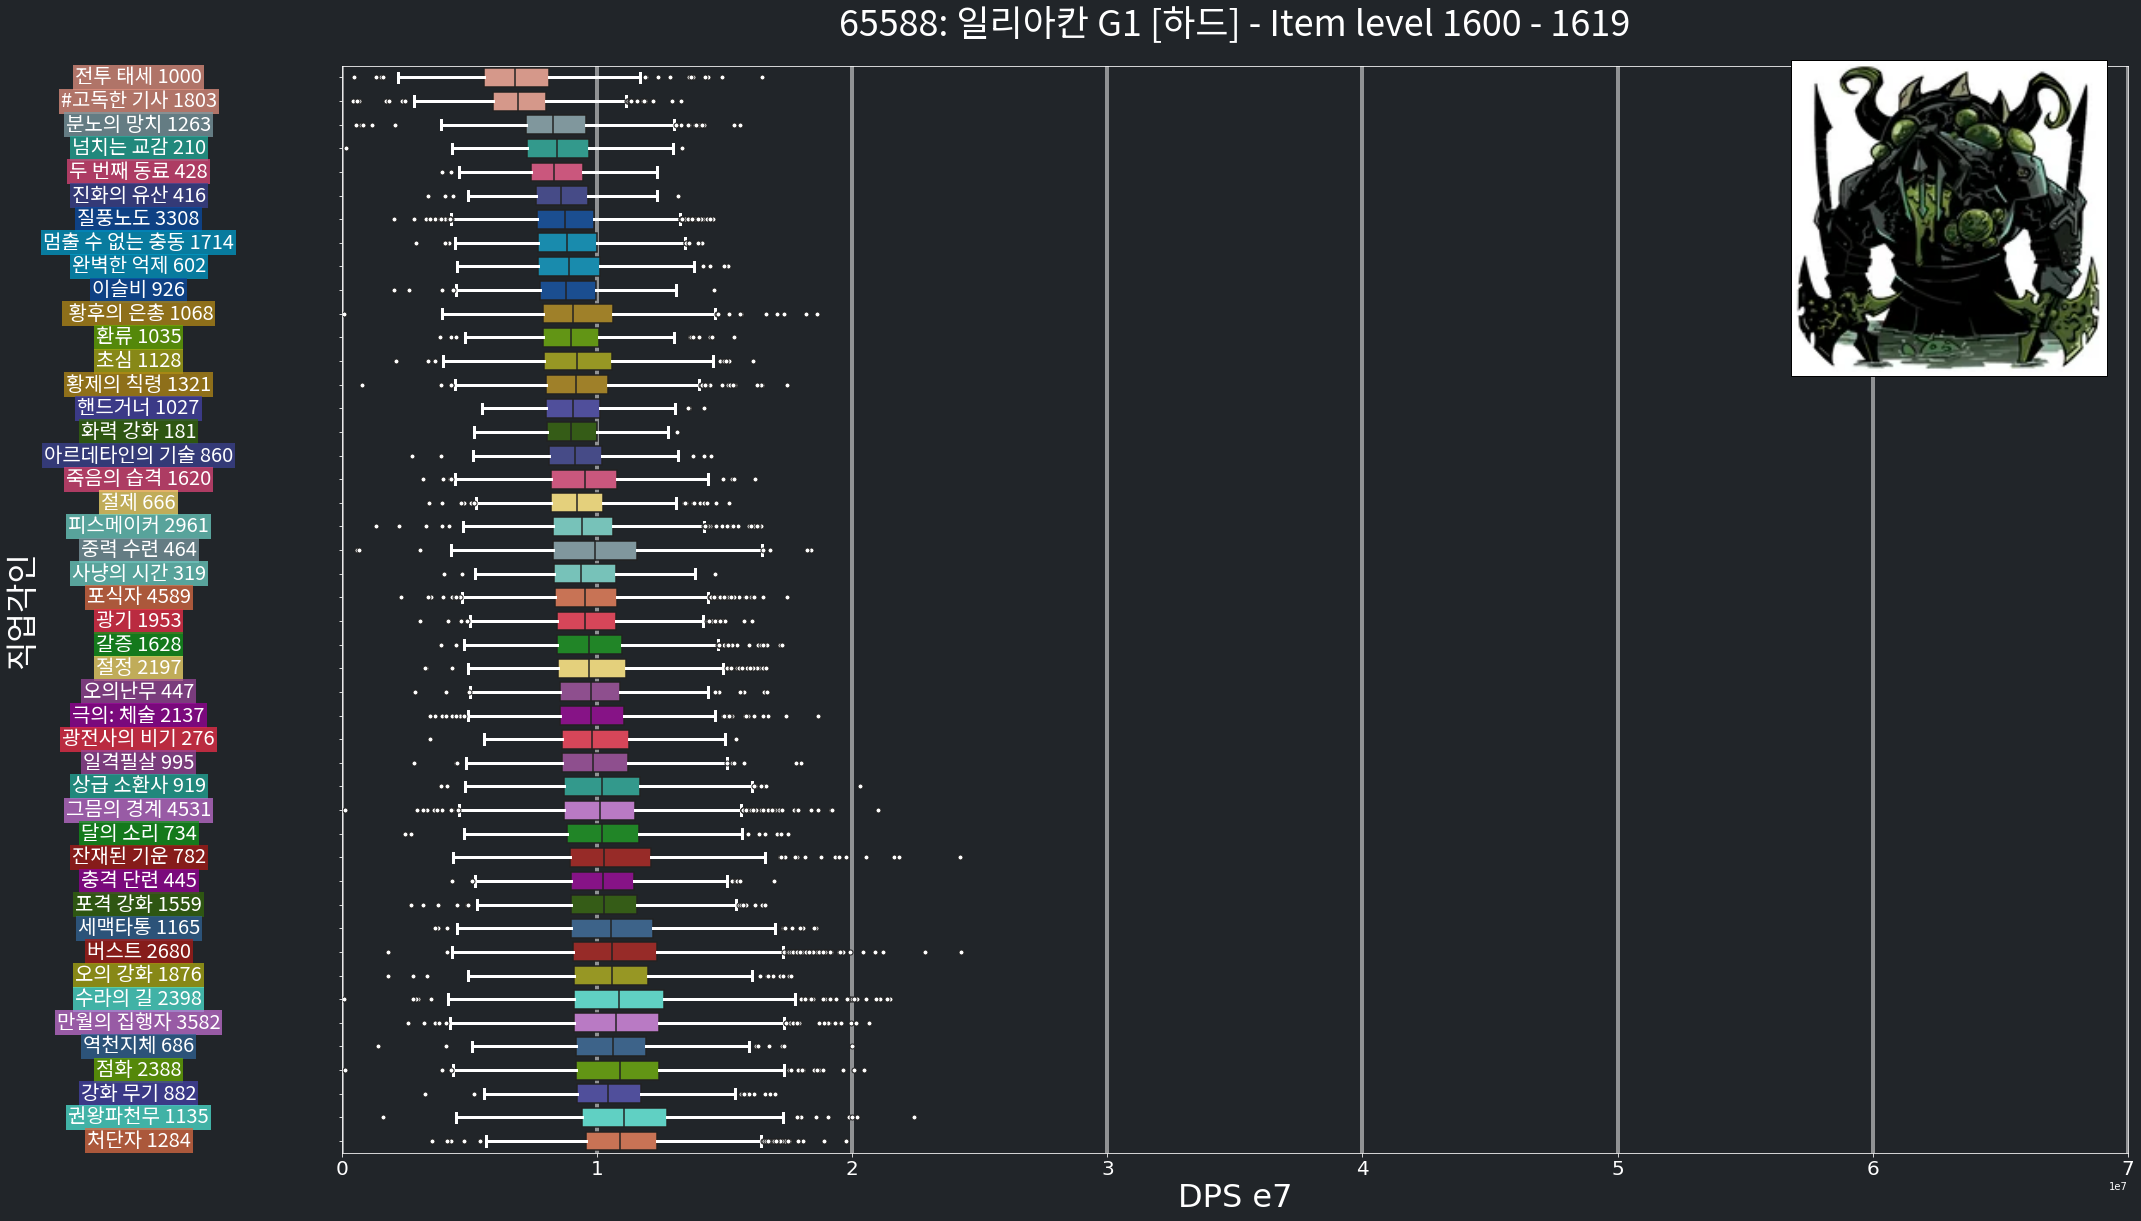 65588: 일리아칸 G1 [하드] - Item level 1600 - 1619
전투 태세 1000
#고독한 기사 1803
분노의 망치 1263
넘치는 교감 210
두 번째 동료 428
진화의 유산 416
질풍노도 3308
멈출 수 없는 충동 1714
완벽한 억제 602
이슬비 926
황후의 은총 1068
환류 1035
초심 1128
황제의 칙령 1321
핸드거너 1027
화력 강화 181
아르데타인의 기술 860
죽음의 습격 1620
절제 666
피스메이커 2961
중력 수련 464
사냥의 시간 319
포식자 4589
광기 1953
갈증 1628
절정 2197
오의난무 447
극의: 체술 2137
광전사의 비기 276
일격필살 995
상급 소환사 919
그믐의 경계 4531
달의 소리 734
잔재된 기운 782
충격 단련 445
포격 강화 1559
세맥타통 1165
버스트 2680
오의 강화 1876
수라의 길 2398
만월의 집행자 3582
역천지체 686
점화 2388
강화 무기 882
권왕파천무 1135
처단자 1284
직업각인
0 1 2 3 4 5 6 7
DPS e7
1e7